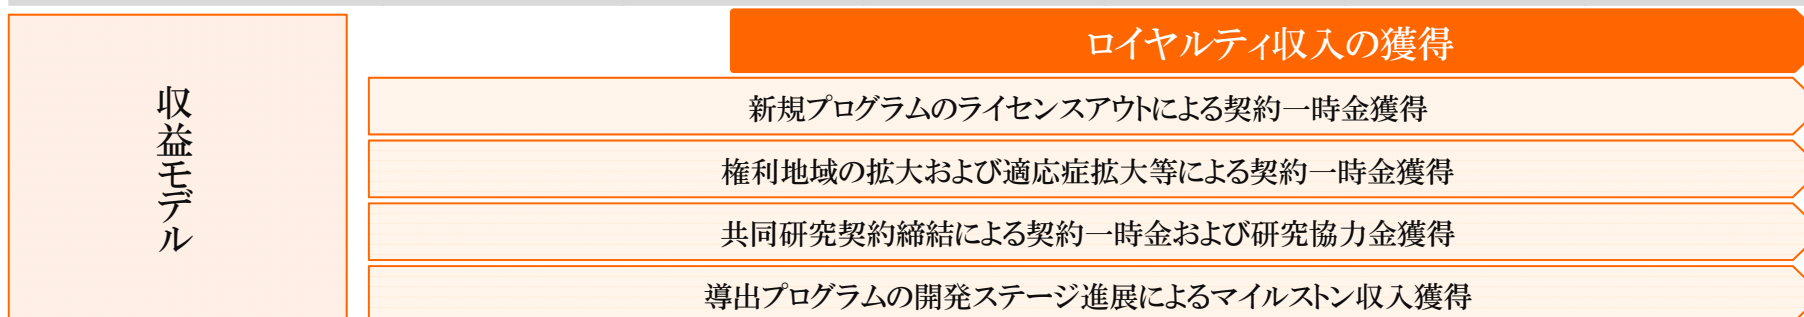 収益モデル
ロイヤルティ収入の獲得
新規プログラムのライセンスアウトによる契約一時金獲得
権利地域の拡大および適応症拡大等による契約一時金獲得
共同研究契約締結による契約一時金および研究協力金獲得
導出プログラムの開発ステージ進展によるマイルストン収入獲得